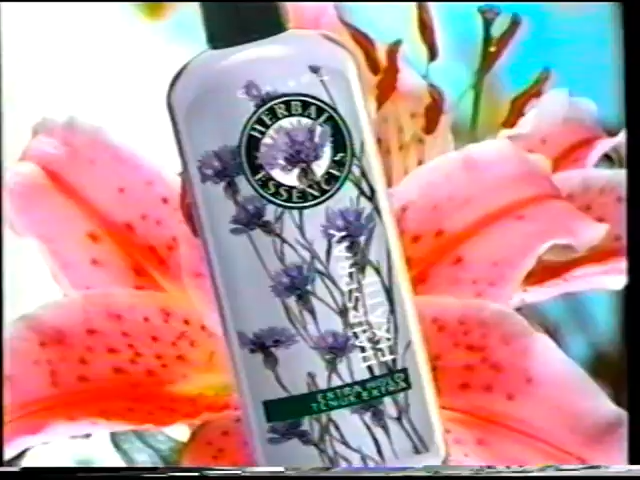 HERBAL
ESSENCES
HAIRSPRAY
FIXATIF
EXTRA HOLD
TENUE EXTRA